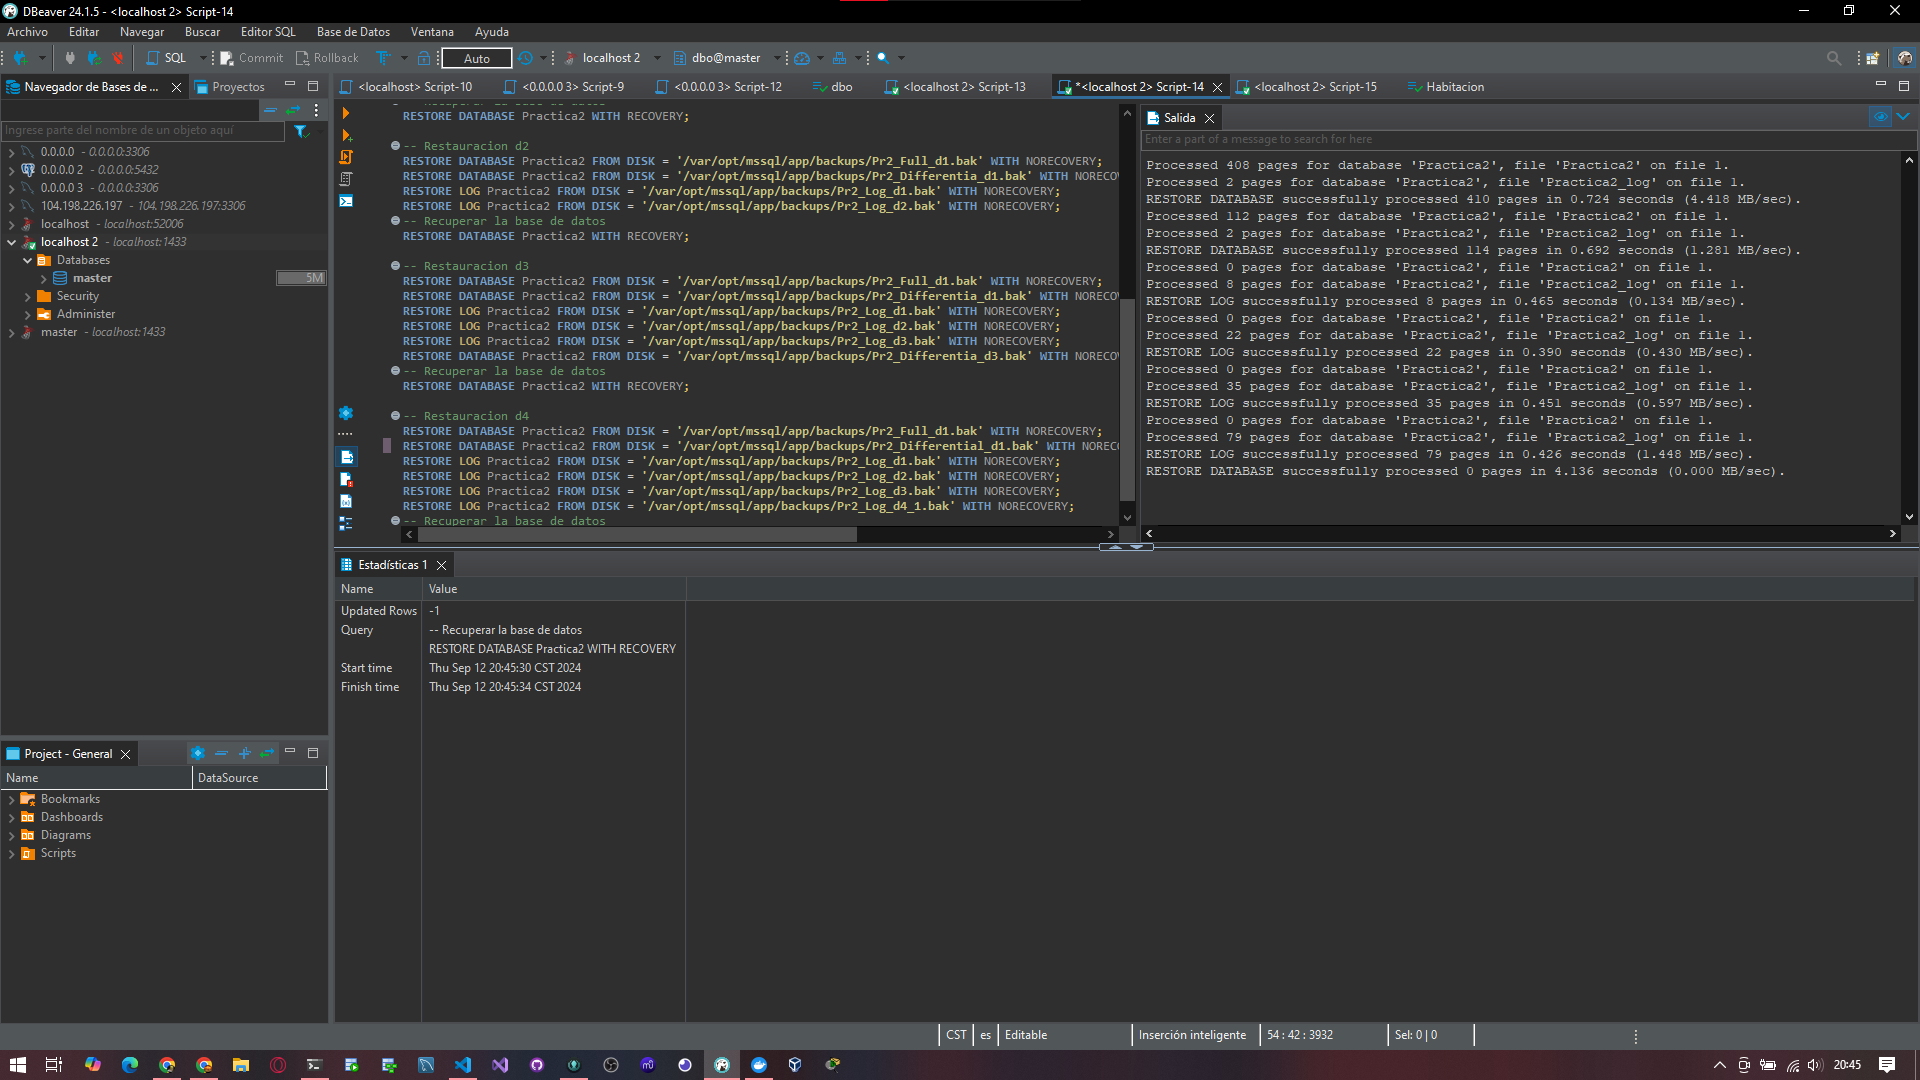 DBeaver 24.1.5 - <localhost 2> Script-14
Archivo Editar Navegar Buscar Editor SQL Base de Datos Ventana Ayuda
SQL Commit Rollback Auto localhost 2 dbo@master
Navegador de Bases de ... Proyectos
<localhost> Script-10 <0.0.0.0 3> Script-9 <0.0.0.0 3> Script-12 dbo <localhost 2> Script-13 *<localhost 2> Script-14 <localhost 2> Script-15 Habitacion
Ingrese parte del nombre de un objeto aquí
0.0.0.0 - 0.0.0.0:3306
0.0.0.0 2 - 0.0.0.0:5432
0.0.0.0 3 - 0.0.0.0:3306
104.198.226.197 - 104.198.226.197:3306
localhost - localhost:52006
localhost 2 - localhost:1433
Databases
master 5M
Security
Administer
master - localhost:1433
-- Recuperar la base de datos
RESTORE DATABASE Practica2 WITH RECOVERY;
-- Restauracion d2
RESTORE DATABASE Practica2 FROM DISK = '/var/opt/mssql/app/backups/Pr2_Full_d1.bak' WITH NORECOVERY;
RESTORE DATABASE Practica2 FROM DISK = '/var/opt/mssql/app/backups/Pr2_Differentia_d1.bak' WITH NORECO
RESTORE LOG Practica2 FROM DISK = '/var/opt/mssql/app/backups/Pr2_Log_d1.bak' WITH NORECOVERY;
RESTORE LOG Practica2 FROM DISK = '/var/opt/mssql/app/backups/Pr2_Log_d2.bak' WITH NORECOVERY;
-- Recuperar la base de datos
RESTORE DATABASE Practica2 WITH RECOVERY;
-- Restauracion d3
RESTORE DATABASE Practica2 FROM DISK = '/var/opt/mssql/app/backups/Pr2_Full_d1.bak' WITH NORECOVERY;
RESTORE DATABASE Practica2 FROM DISK = '/var/opt/mssql/app/backups/Pr2_Differentia_d1.bak' WITH NORECO
RESTORE LOG Practica2 FROM DISK = '/var/opt/mssql/app/backups/Pr2_Log_d1.bak' WITH NORECOVERY;
RESTORE LOG Practica2 FROM DISK = '/var/opt/mssql/app/backups/Pr2_Log_d2.bak' WITH NORECOVERY;
RESTORE LOG Practica2 FROM DISK = '/var/opt/mssql/app/backups/Pr2_Log_d3.bak' WITH NORECOVERY;
RESTORE DATABASE Practica2 FROM DISK = '/var/opt/mssql/app/backups/Pr2_Differentia_d3.bak' WITH NORECO
-- Recuperar la base de datos
RESTORE DATABASE Practica2 WITH RECOVERY;
-- Restauracion d4
RESTORE DATABASE Practica2 FROM DISK = '/var/opt/mssql/app/backups/Pr2_Full_d1.bak' WITH NORECOVERY;
RESTORE DATABASE Practica2 FROM DISK = '/var/opt/mssql/app/backups/Pr2_Differential_d1.bak' WITH NOREC
RESTORE LOG Practica2 FROM DISK = '/var/opt/mssql/app/backups/Pr2_Log_d1.bak' WITH NORECOVERY;
RESTORE LOG Practica2 FROM DISK = '/var/opt/mssql/app/backups/Pr2_Log_d2.bak' WITH NORECOVERY;
RESTORE LOG Practica2 FROM DISK = '/var/opt/mssql/app/backups/Pr2_Log_d3.bak' WITH NORECOVERY;
RESTORE LOG Practica2 FROM DISK = '/var/opt/mssql/app/backups/Pr2_Log_d4_1.bak' WITH NORECOVERY;
-- Recuperar la base de datos
Salida
Enter a part of a message to search for here
Processed 408 pages for database 'Practica2', file 'Practica2' on file 1.
Processed 2 pages for database 'Practica2', file 'Practica2_log' on file 1.
RESTORE DATABASE successfully processed 410 pages in 0.724 seconds (4.418 MB/sec).
Processed 112 pages for database 'Practica2', file 'Practica2' on file 1.
Processed 2 pages for database 'Practica2', file 'Practica2_log' on file 1.
RESTORE DATABASE successfully processed 114 pages in 0.692 seconds (1.281 MB/sec).
Processed 0 pages for database 'Practica2', file 'Practica2' on file 1.
Processed 8 pages for database 'Practica2', file 'Practica2_log' on file 1.
RESTORE LOG successfully processed 8 pages in 0.465 seconds (0.134 MB/sec).
Processed 0 pages for database 'Practica2', file 'Practica2' on file 1.
Processed 22 pages for database 'Practica2', file 'Practica2_log' on file 1.
RESTORE LOG successfully processed 22 pages in 0.390 seconds (0.430 MB/sec).
Processed 0 pages for database 'Practica2', file 'Practica2' on file 1.
Processed 35 pages for database 'Practica2', file 'Practica2_log' on file 1.
RESTORE LOG successfully processed 35 pages in 0.451 seconds (0.597 MB/sec).
Processed 0 pages for database 'Practica2', file 'Practica2' on file 1.
Processed 79 pages for database 'Practica2', file 'Practica2_log' on file 1.
RESTORE LOG successfully processed 79 pages in 0.426 seconds (1.448 MB/sec).
RESTORE DATABASE successfully processed 0 pages in 4.136 seconds (0.000 MB/sec).
Estadísticas 1
Name Value
Updated Rows -1
Query -- Recuperar la base de datos
RESTORE DATABASE Practica2 WITH RECOVERY
Start time Thu Sep 12 20:45:30 CST 2024
Finish time Thu Sep 12 20:45:34 CST 2024
Project - General
Name DataSource
Bookmarks
Dashboards
Diagrams
Scripts
CST es Editable Inserción inteligente 54 : 42 : 3932 Sel: 0 | 0
20:45